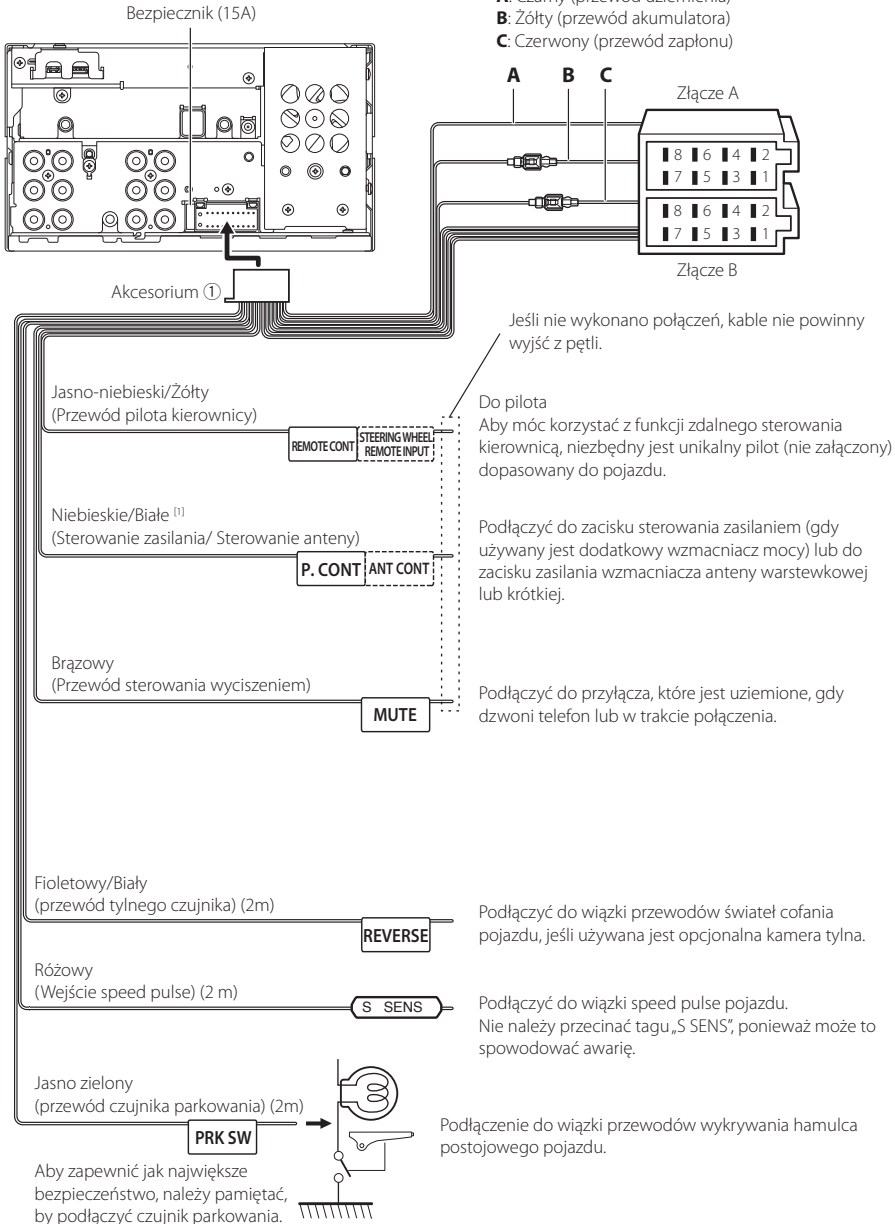 Bezpiecznik (15A)
A: Czarny (przewód uziemienia)
B: Żółty (przewód akumulatora)
C: Czerwony (przewód zapłonu)
A B C
Złącze A
8 6 4 2
7 5 3 1
8 6 4 2
7 5 3 1
Złącze B
Akcesorium ①
Jeśli nie wykonano połączeń, kable nie powinny
wyjść z pętli.
Jasno-niebieski/Żółty
(Przewód pilota kierownicy)
REMOTE CONT
STEERING WHEEL
REMOTE INPUT
Do pilota
Aby móc korzystać z funkcji zdalnego sterowania
kierownicą, niezbędny jest unikalny pilot (nie załączony)
dopasowany do pojazdu.
Niebieskie/Białe [1]
(Sterowanie zasilania/ Sterowanie anteny)
P. CONT ANT CONT
Podłączyć do zacisku sterowania zasilaniem (gdy
używany jest dodatkowy wzmacniacz mocy) lub do
zacisku zasilania wzmacniacza anteny warstewkowej
lub krótkiej.
Brązowy
(Przewód sterowania wyciszeniem)
MUTE
Podłączyć do przyłącza, które jest uziemione, gdy
dzwoni telefon lub w trakcie połączenia.
Fioletowy/Biały
(przewód tylnego czujnika) (2m)
REVERSE
Podłączyć do wiązki przewodów świateł cofania
pojazdu, jeśli używana jest opcjonalna kamera tylna.
Różowy
(Wejście speed pulse) (2 m)
S SENS
Podłączyć do wiązki speed pulse pojazdu.
Nie należy przecinać tagu „S SENS”, ponieważ może to
spowodować awarię.
Jasno zielony
(przewód czujnika parkowania) (2m)
PRK SW
Podłączenie do wiązki przewodów wykrywania hamulca
postojowego pojazdu.
Aby zapewnić jak największe
bezpieczeństwo, należy pamiętać,
by podłączyć czujnik parkowania.